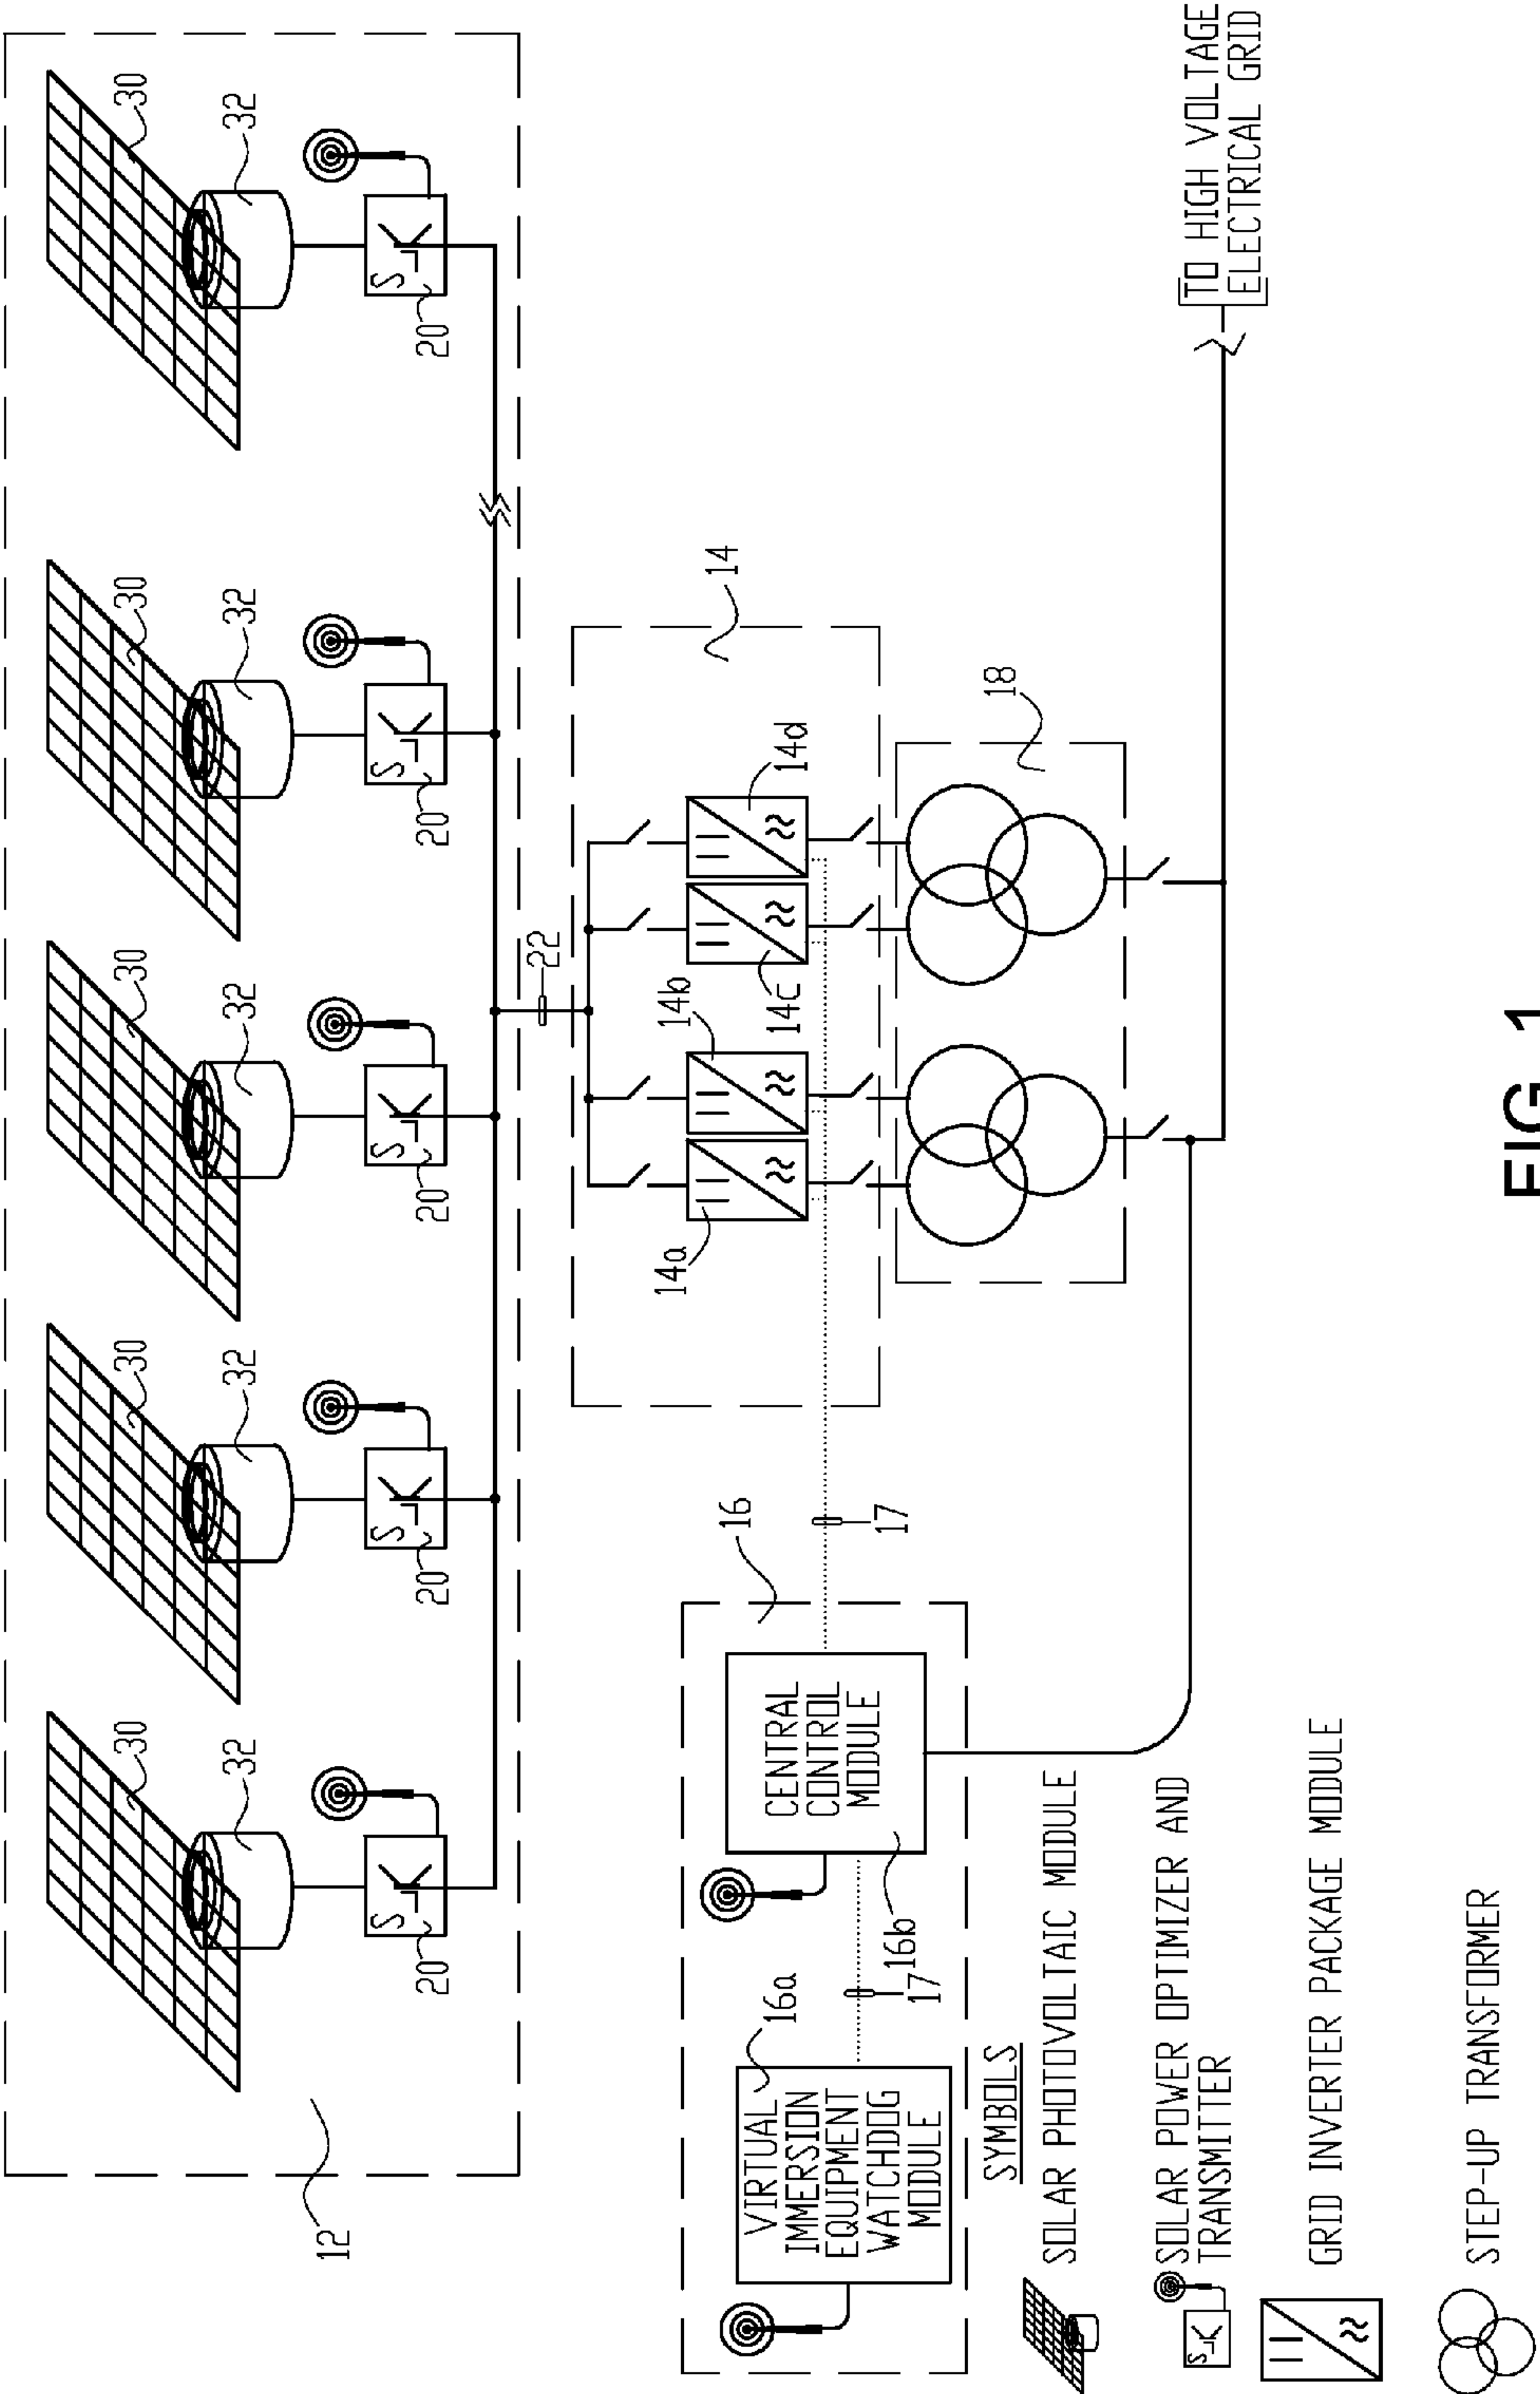 30
30
30
30
30
32
32
32
32
32
12
S
S
S
S
S
20
20
20
20
20
22
14
14a
14b
14c
14d
16
16a
VIRTUAL
IMMERSION
EQUIPMENT
WATCHDOG
MODULE
17
16b
CENTRAL
CONTROL
MODULE
17
18
TO HIGH VOLTAGE
ELECTRICAL GRID
SYMBOLS
SOLAR PHOTOVOLTAIC MODULE
S
SOLAR POWER OPTIMIZER AND
TRANSMITTER
GRID INVERTER PACKAGE MODULE
STEP-UP TRANSFORMER
FIG. 1